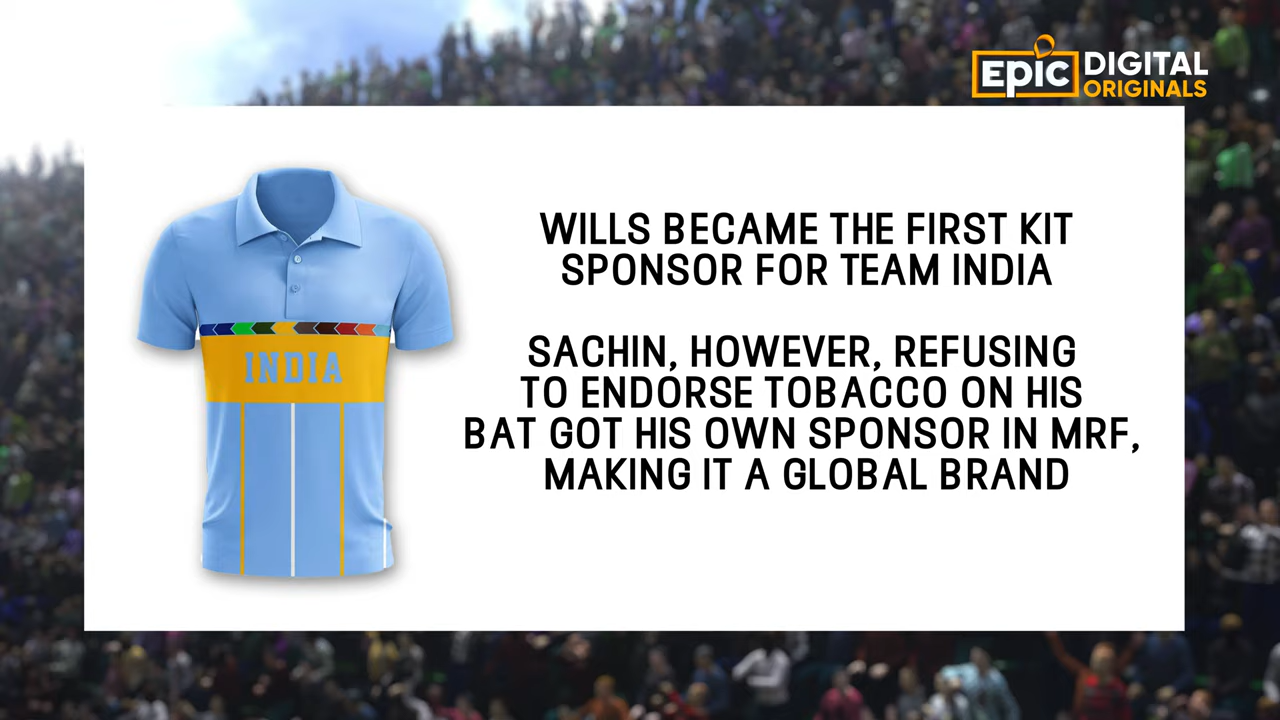 EPIC DIGITAL
ORIGINALS
WILLS BECAME THE FIRST KIT
SPONSOR FOR TEAM INDIA
INDIA
SACHIN, HOWEVER, REFUSING
TO ENDORSE TOBACCO ON HIS
BAT GOT HIS OWN SPONSOR IN MRF,
MAKING IT A GLOBAL BRAND